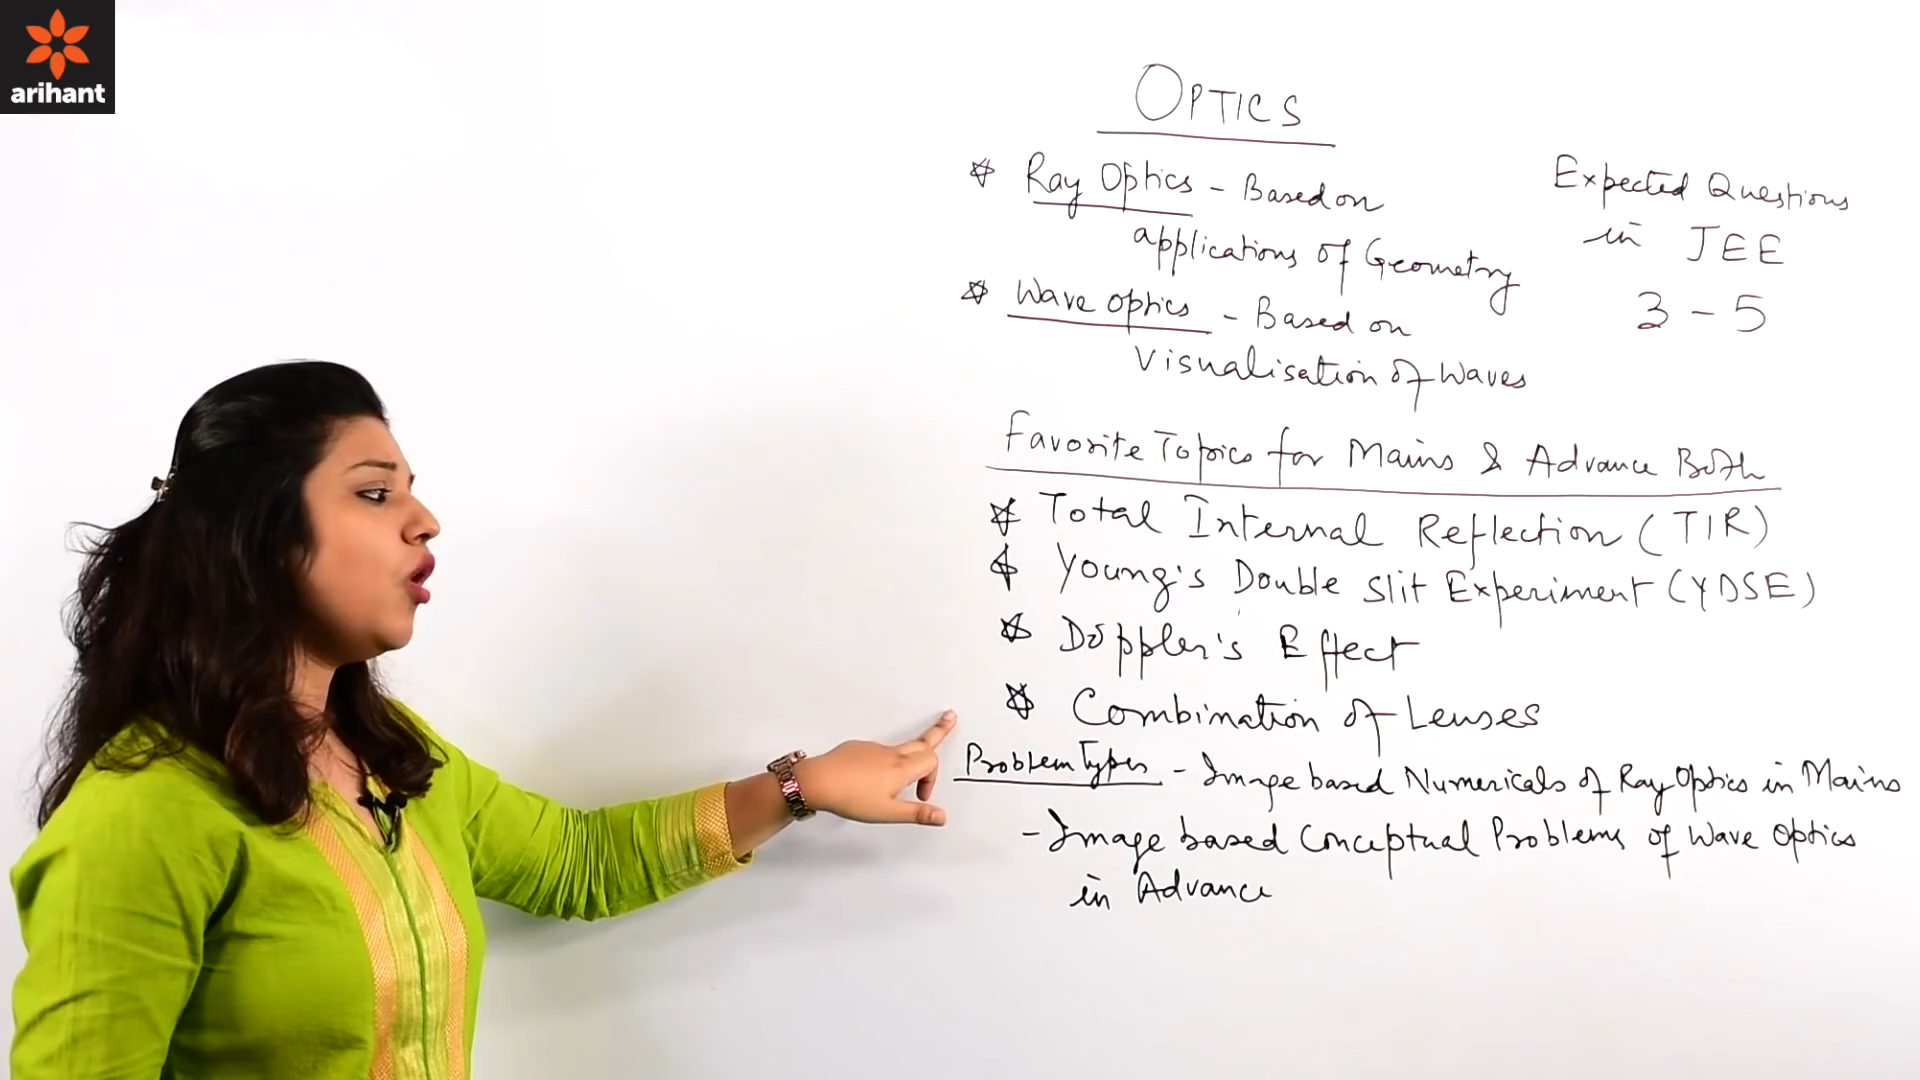 arihant
OPTICS
Ray Optics - Based on
applications of Geometry
Wave optics - Based on
Visualisation of Waves
Expected Questions
in JEE
3 - 5
Favorite Topics for Mains & Advance Both
Total Internal Reflection (TIR)
Young's Double Slit Experiment (YDSE)
Doppler's Effect
Combination of Lenses
Problem Types - Image based Numericals of Ray Optics in Mains
- Image based Conceptual Problems of Wave Optics
in Advance